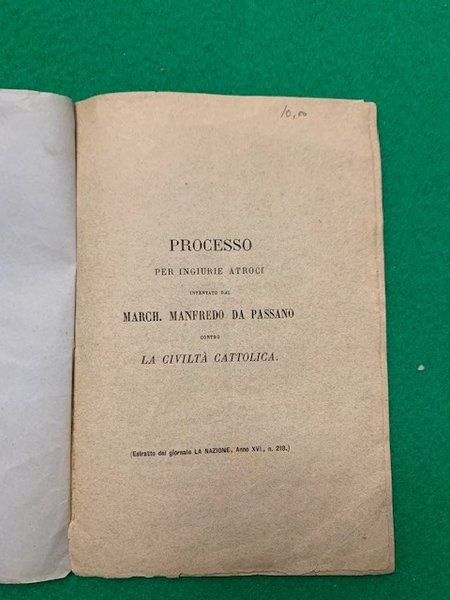 10,00
PROCESSO
PER INGIURIE ATROCI
INTENTATO DAL
MARCH. MANFREDO DA PASSANO
CONTRO
LA CIVILTÀ CATTOLICA.
(Estratto dal giornale LA NAZIONE, Anno XVI, n. 218.)